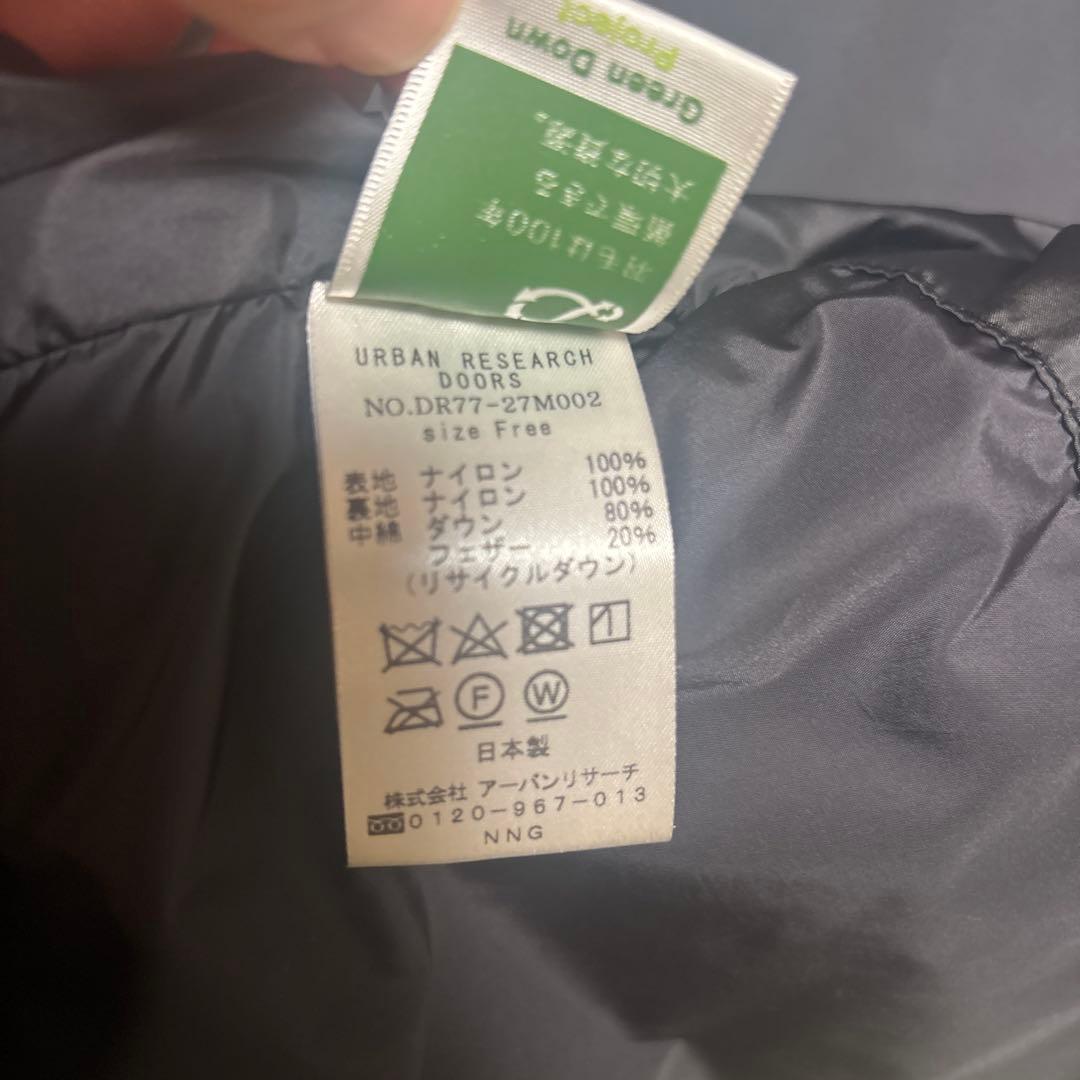 Green Down
Project
羽毛は100年
循環できる
大切な資源。
URBAN RESEARCH
DOORS
NO.DR77-27M002
size Free
表地 ナイロン 100%
裏地 ナイロン 100%
中綿 ダウン 80%
フェザー 20%
(リサイクルダウン)
F
W
日本製
株式会社 アーバンリサーチ
0120-967-013
NNG